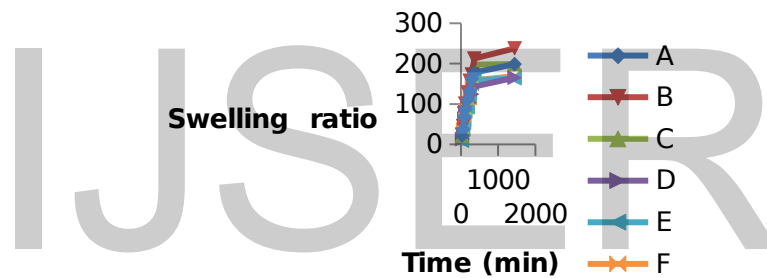 IJSER
300
200
100
0
Swelling ratio
1000
0 2000
Time (min)
A
B
C
D
E
F